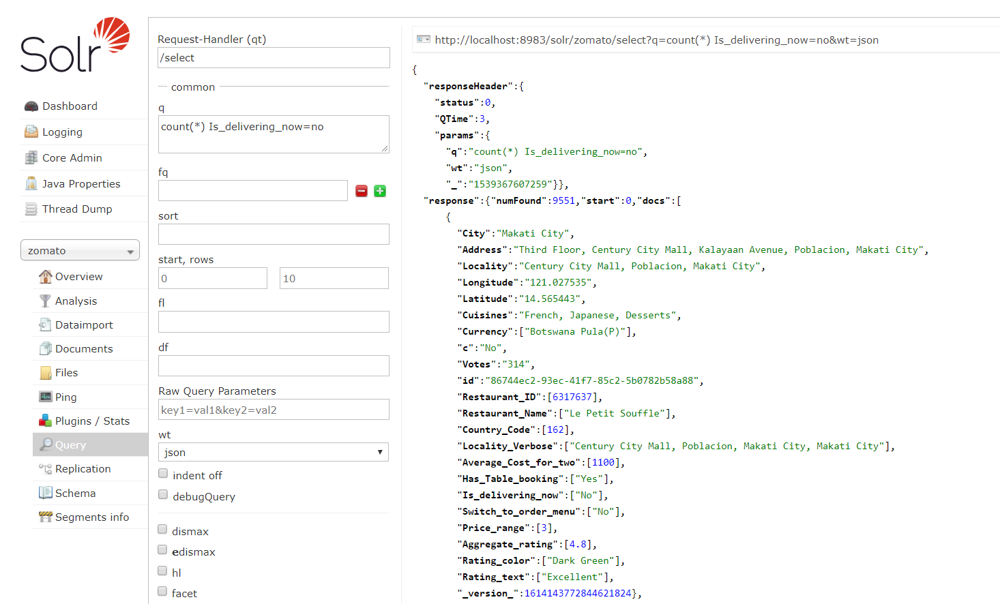 Solr
Dashboard
Logging
Core Admin
Java Properties
Thread Dump
zomato
Overview
Analysis
Dataimport
Documents
Files
Ping
Plugins / Stats
Query
Replication
Schema
Segments info
Request-Handler (qt)
/select
common
q
count(*) Is_delivering_now=no
fq
sort
start, rows
0 10
fl
df
Raw Query Parameters
key1=val1&key2=val2
wt
json
indent off
debugQuery
dismax
edismax
hl
facet
http://localhost:8983/solr/zomato/select?q=count(*) Is_delivering_now=no&wt=json
{
"responseHeader":{
"status":0,
"QTime":3,
"params":{
"q":"count(*) Is_delivering_now=no",
"wt":"json",
"_":"1539367607259"}},
"response":{"numFound":9551,"start":0,"docs":[
{
"City":"Makati City",
"Address":"Third Floor, Century City Mall, Kalayaan Avenue, Poblacion, Makati City",
"Locality":"Century City Mall, Poblacion, Makati City",
"Longitude":"121.027535",
"Latitude":"14.565443",
"Cuisines":"French, Japanese, Desserts",
"Currency":["Botswana Pula(P)"],
"c":"No",
"Votes":"314",
"id":"86744ec2-93ec-41f7-85c2-5b0782b58a88",
"Restaurant_ID":[6317637],
"Restaurant_Name":["Le Petit Souffle"],
"Country_Code":[162],
"Locality_Verbose":["Century City Mall, Poblacion, Makati City, Makati City"],
"Average_Cost_for_two":[1100],
"Has_Table_booking":["Yes"],
"Is_delivering_now":["No"],
"Switch_to_order_menu":["No"],
"Price_range":[3],
"Aggregate_rating":[4.8],
"Rating_color":["Dark Green"],
"Rating_text":["Excellent"],
"_version_":1614143772844621824},